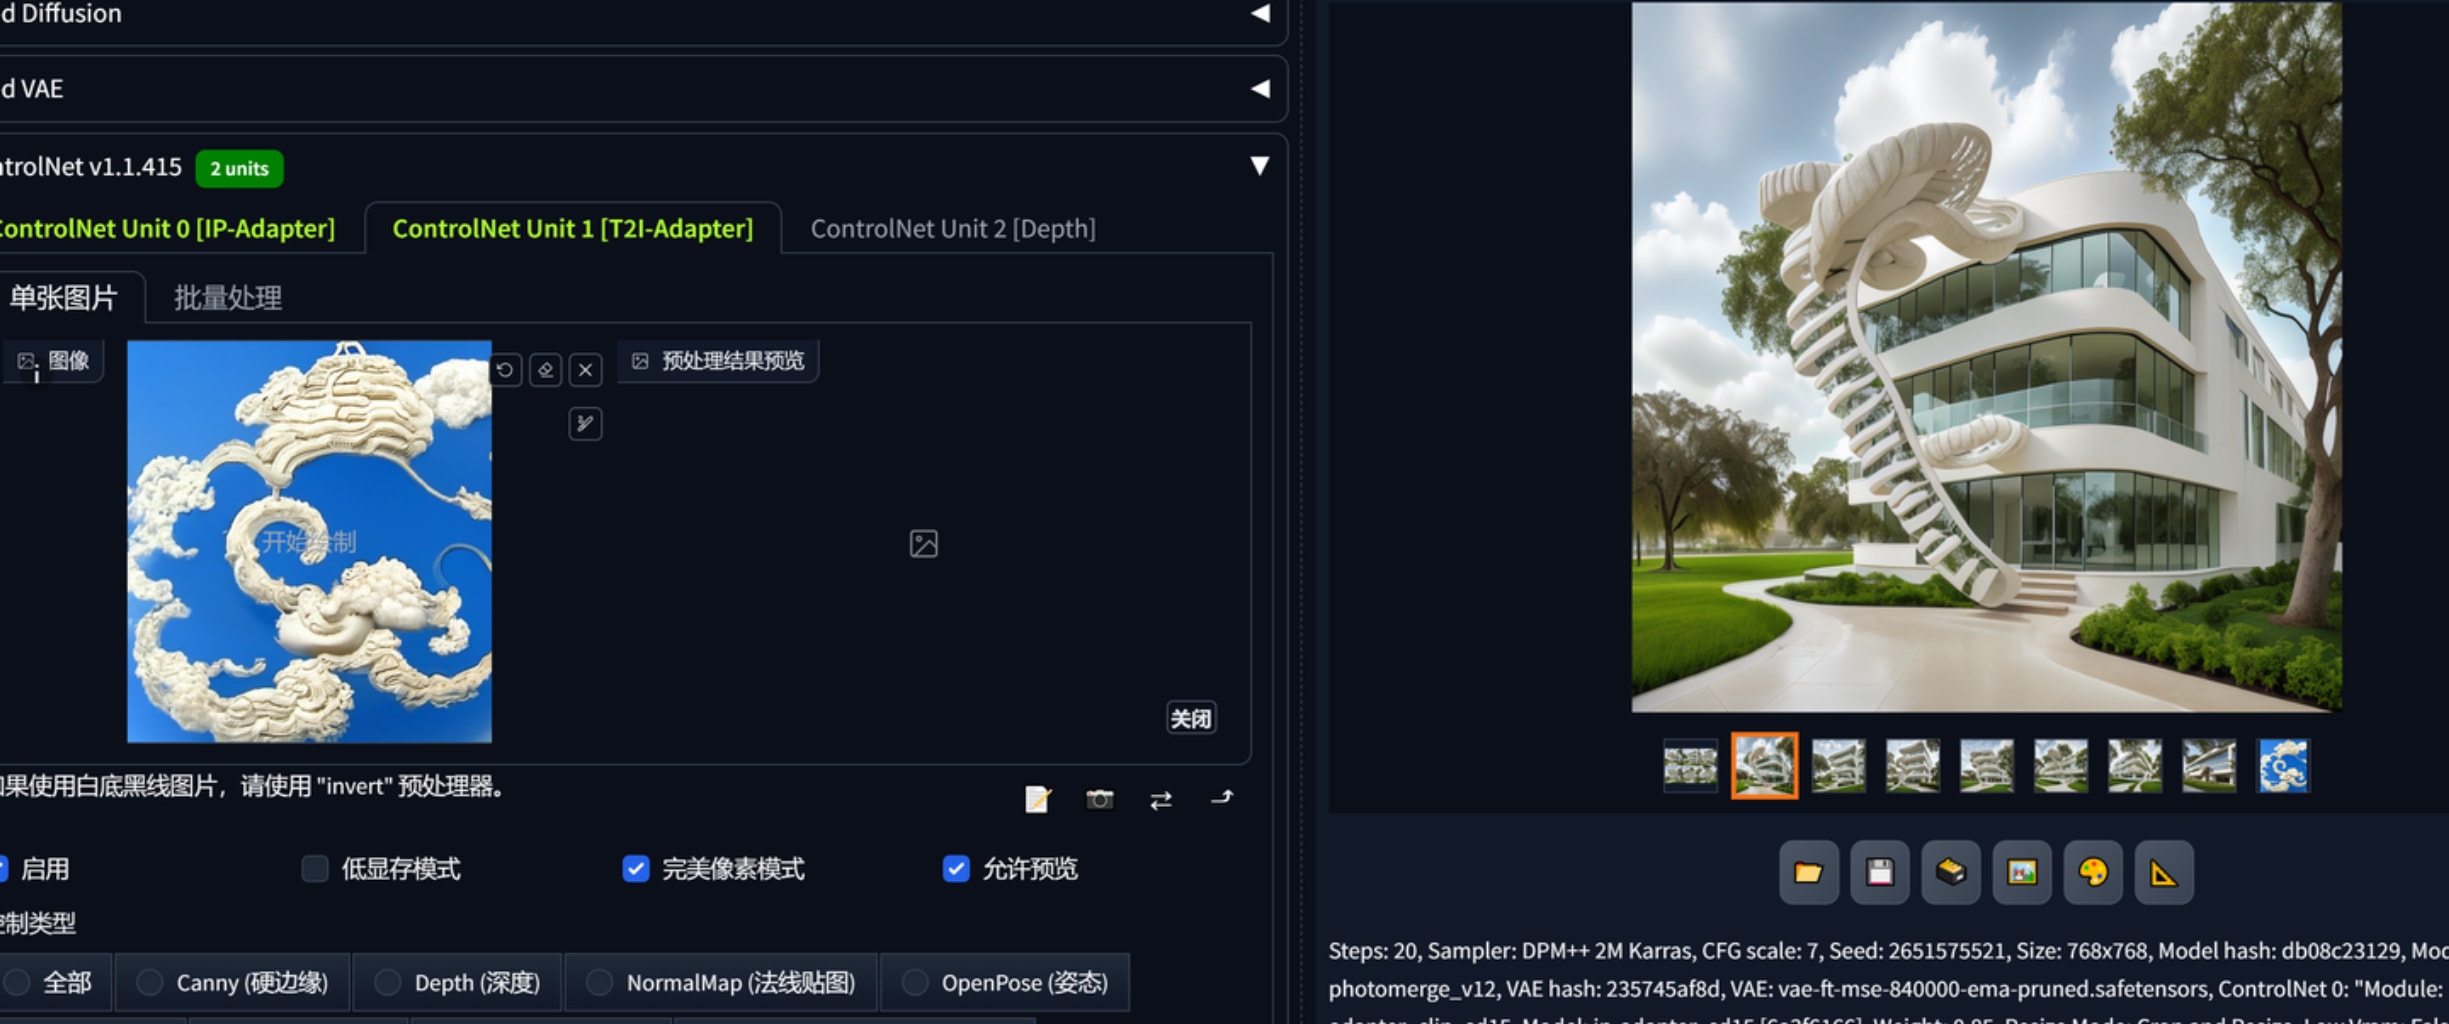 d Diffusion
d VAE
ntrolNet v1.1.415 2 units
ControlNet Unit 0 [IP-Adapter] ControlNet Unit 1 [T2I-Adapter] ControlNet Unit 2 [Depth]
单张图片 批量处理
图像 预处理结果预览
开始绘制
关闭
如果使用白底黑线图片，请使用 "invert" 预处理器。
启用 低显存模式 完美像素模式 允许预览
控制类型
全部 Canny (硬边缘) Depth (深度) NormalMap (法线贴图) OpenPose (姿态)
Steps: 20, Sampler: DPM++ 2M Karras, CFG scale: 7, Seed: 2651575521, Size: 768x768, Model hash: db08c23129, Mod
photomerge_v12, VAE hash: 235745af8d, VAE: vae-ft-mse-840000-ema-pruned.safetensors, ControlNet 0: "Module: